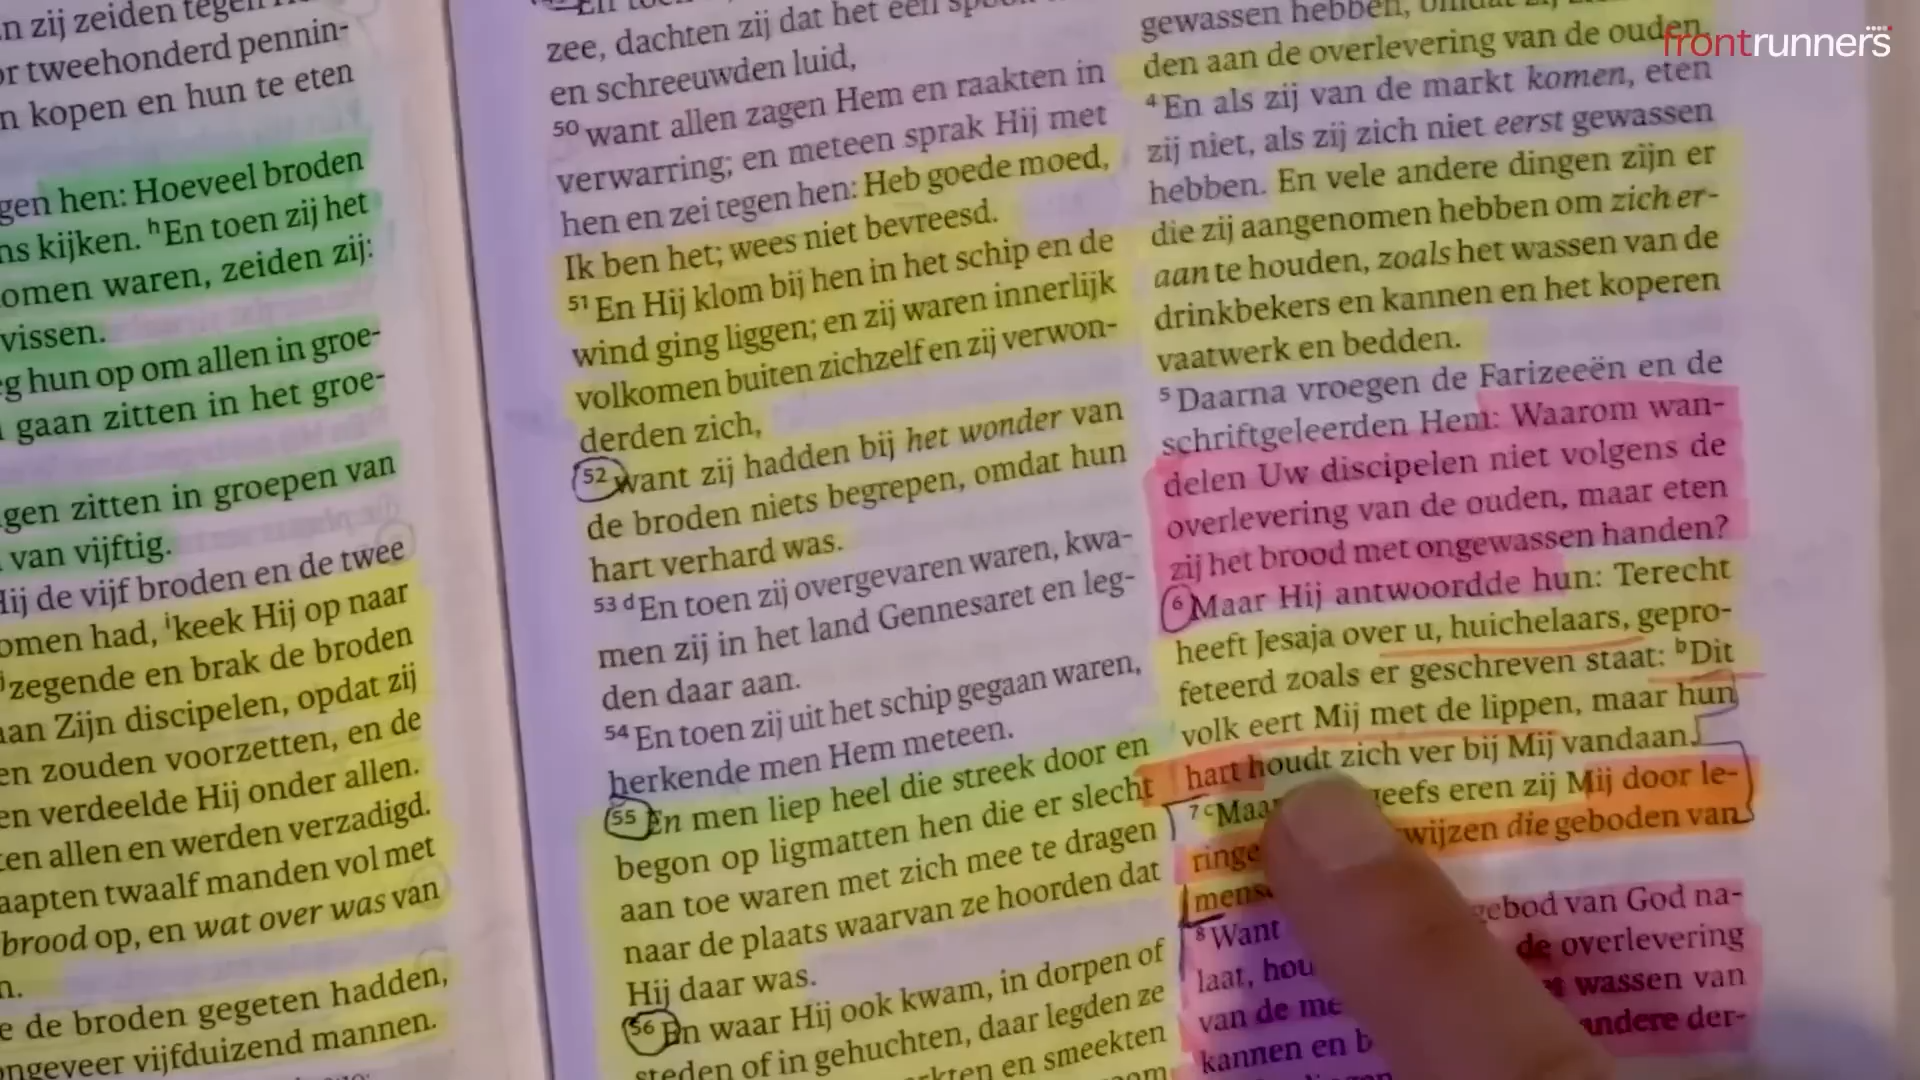 n zij zeiden tegen
or tweehonderd pennin-
n kopen en hun te eten
gen hen: Hoeveel broden
ns kijken. hEn toen zij het
omen waren, zeiden zij:
vissen.
g hun op om allen in groe-
gaan zitten in het groe-
gen zitten in groepen van
van vijftig.
Hij de vijf broden en de twee
omen had, ikeek Hij op naar
jzegende en brak de broden
aan Zijn discipelen, opdat zij
en zouden voorzetten, en de
en verdeelde Hij onder allen.
ten allen en werden verzadigd.
aapten twaalf manden vol met
brood op, en wat over was van
n.
e de broden gegeten hadden,
ongeveer vijfduizend mannen.
zee, dachten zij dat het een
en schreeuwden luid,
50 want allen zagen Hem en raakten in
verwarring; en meteen sprak Hij met
hen en zei tegen hen: Heb goede moed,
Ik ben het; wees niet bevreesd.
51 En Hij klom bij hen in het schip en de
wind ging liggen; en zij waren innerlijk
volkomen buiten zichzelf en zij verwon-
derden zich,
52 want zij hadden bij het wonder van
de broden niets begrepen, omdat hun
hart verhard was.
53 dEn toen zij overgevaren waren, kwa-
men zij in het land Gennesaret en leg-
den daar aan.
54 En toen zij uit het schip gegaan waren,
herkende men Hem meteen.
55 En men liep heel die streek door en
begon op ligmatten hen die er slecht
aan toe waren met zich mee te dragen
naar de plaats waarvan ze hoorden dat
Hij daar was.
56 En waar Hij ook kwam, in dorpen of
steden of in gehuchten, daar legden ze
rkten en smeekten
zoom
gewassen hebben,
den aan de overlevering van de ouden.
4 En als zij van de markt komen, eten
zij niet, als zij zich niet eerst gewassen
hebben. En vele andere dingen zijn er
die zij aangenomen hebben om zich er-
aan te houden, zoals het wassen van de
drinkbekers en kannen en het koperen
vaatwerk en bedden.
5 Daarna vroegen de Farizeeën en de
schriftgeleerden Hem: Waarom wan-
delen Uw discipelen niet volgens de
overlevering van de ouden, maar eten
zij het brood met ongewassen handen?
6 Maar Hij antwoordde hun: Terecht
heeft Jesaja over u, huichelaars, gepro-
feteerd zoals er geschreven staat: bDit
volk eert Mij met de lippen, maar hun
hart houdt zich ver bij Mij vandaan.
7 cMaar geefs eren zij Mij door le-
ringe wijzen die geboden van
mens
8 Want gebod van God na-
laat, hou de overlevering
van de me wassen van
kannen en b andere der-
frontrunners